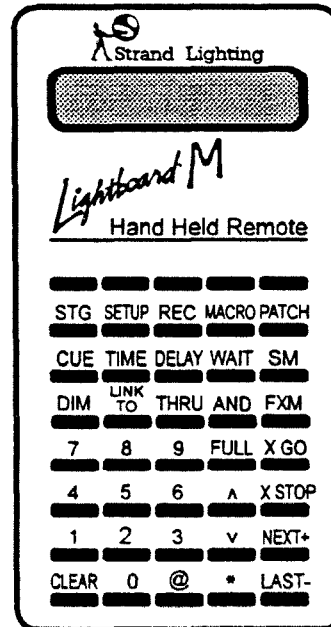 Strand Lighting
Lightboard M
Hand Held Remote
STG SETUP REC MACRO PATCH
CUE TIME DELAY WAIT SM
DIM LINK TO THRU AND FXM
7 8 9 FULL X GO
4 5 6 ʌ X STOP
1 2 3 v NEXT+
CLEAR 0 @ * LAST-